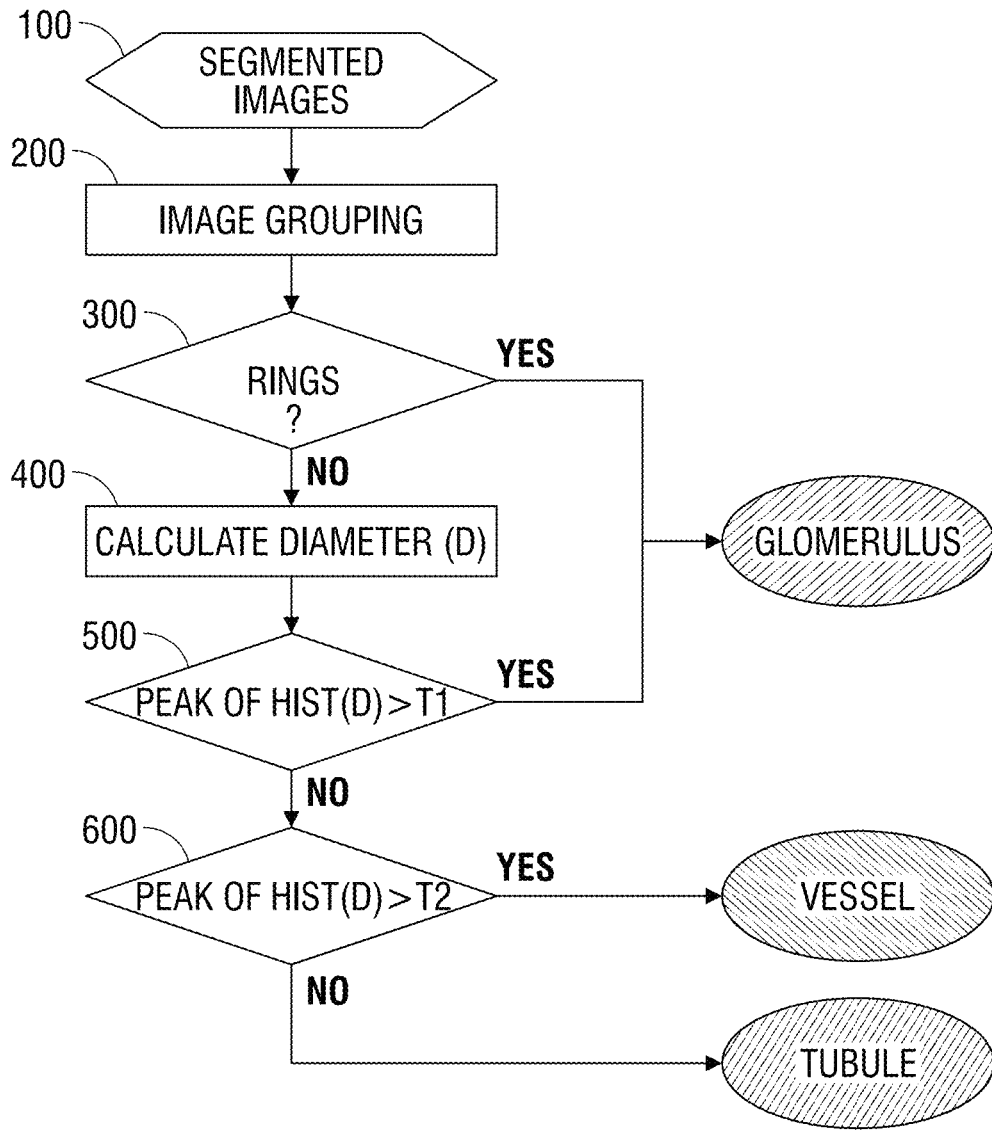 100
SEGMENTED
IMAGES
200
IMAGE GROUPING
300
YES
RINGS
?
NO
400
CALCULATE DIAMETER (D)
GLOMERULUS
500
YES
PEAK OF HIST(D) > T1
NO
600
YES
PEAK OF HIST(D) > T2
VESSEL
NO
TUBULE